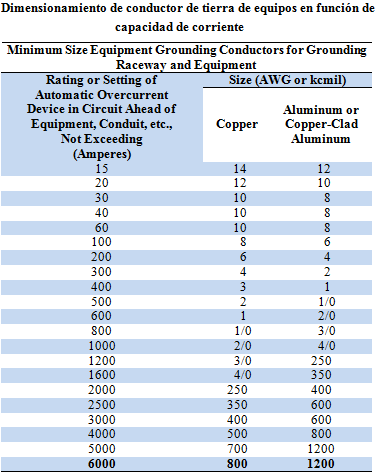 Dimensionamiento de conductor de tierra de equipos en función de
capacidad de corriente
Minimum Size Equipment Grounding Conductors for Grounding
Raceway and Equipment
Rating or Setting of
Automatic Overcurrent
Device in Circuit Ahead of
Equipment, Conduit, etc.,
Not Exceeding
(Amperes)
Size (AWG or kcmil)
Copper
Aluminum or
Copper-Clad
Aluminum
15 14 12
20 12 10
30 10 8
40 10 8
60 10 8
100 8 6
200 6 4
300 4 2
400 3 1
500 2 1/0
600 1 2/0
800 1/0 3/0
1000 2/0 4/0
1200 3/0 250
1600 4/0 350
2000 250 400
2500 350 600
3000 400 600
4000 500 800
5000 700 1200
6000 800 1200